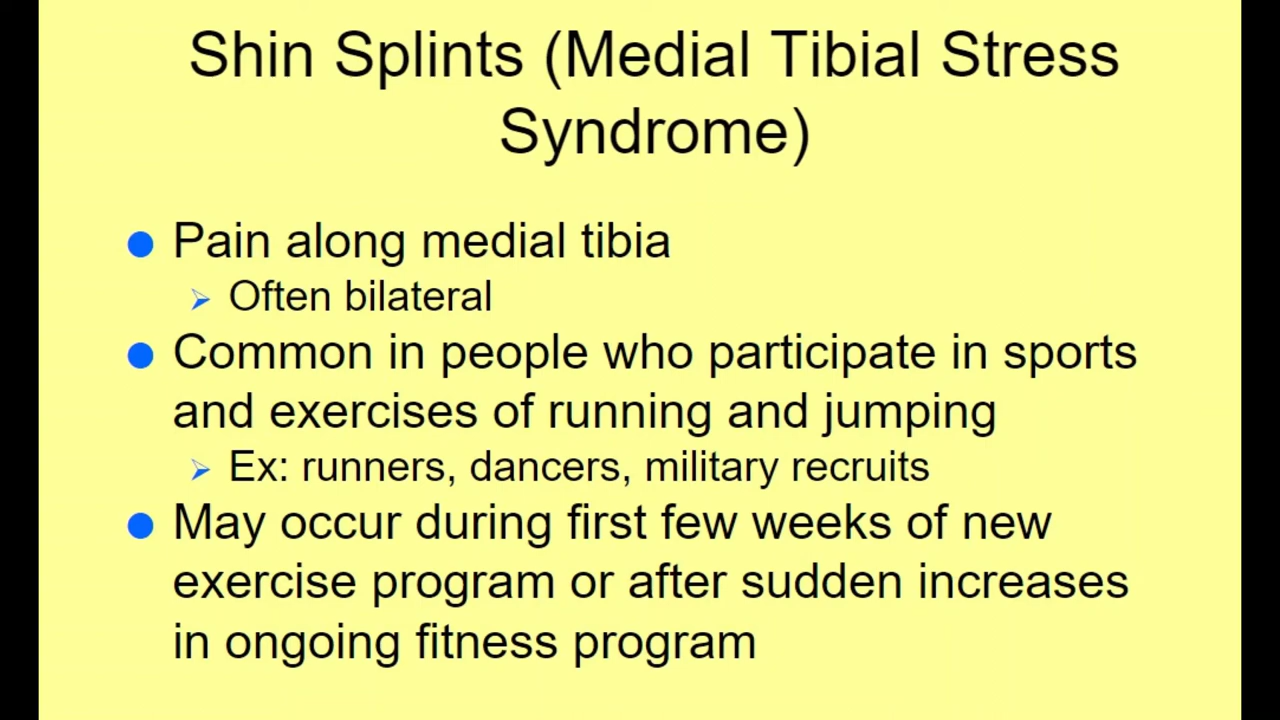 Shin Splints (Medial Tibial Stress
Syndrome)
Pain along medial tibia
Often bilateral
Common in people who participate in sports
and exercises of running and jumping
Ex: runners, dancers, military recruits
May occur during first few weeks of new
exercise program or after sudden increases
in ongoing fitness program